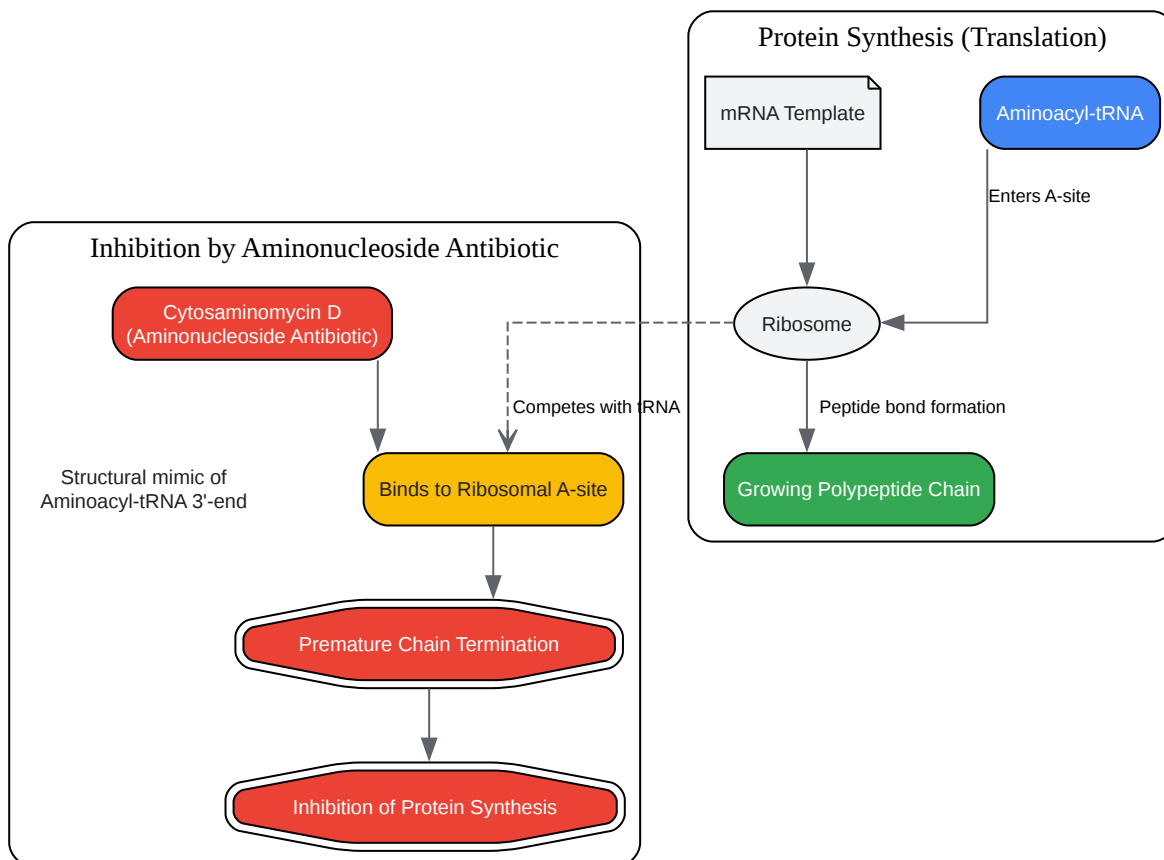 Protein Synthesis (Translation)
mRNA Template
Aminoacyl-tRNA
Enters A-site
Ribosome
Peptide bond formation
Growing Polypeptide Chain
Inhibition by Aminonucleoside Antibiotic
Cytosaminomycin D
(Aminonucleoside Antibiotic)
Competes with tRNA
Structural mimic of
Aminoacyl-tRNA 3'-end
Binds to Ribosomal A-site
Premature Chain Termination
Inhibition of Protein Synthesis